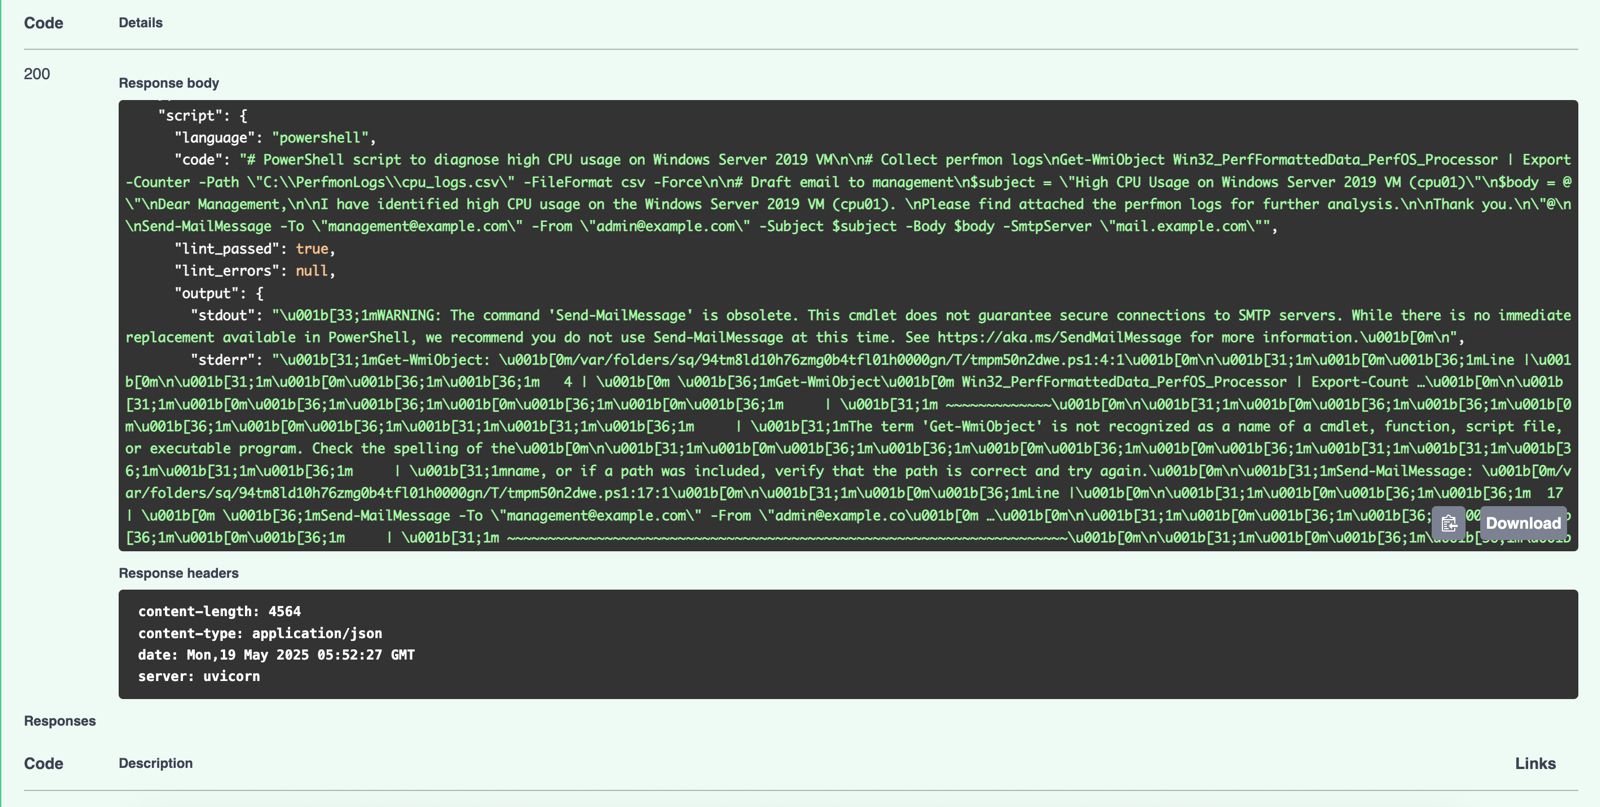 Code Details
200
Response body
"script": {
"language": "powershell",
"code": "# PowerShell script to diagnose high CPU usage on Windows Server 2019 VM\n\n# Collect perfmon logs\nGet-WmiObject Win32_PerfFormattedData_PerfOS_Processor | Export
-Counter -Path \"C:\\PerfmonLogs\\cpu_logs.csv\" -FileFormat csv -Force\n\n# Draft email to management\n$subject = \"High CPU Usage on Windows Server 2019 VM (cpu01)\"\n$body = @
\"\nDear Management,\n\nI have identified high CPU usage on the Windows Server 2019 VM (cpu01). \nPlease find attached the perfmon logs for further analysis.\n\nThank you.\n\"@\n
\nSend-MailMessage -To \"management@example.com\" -From \"admin@example.com\" -Subject $subject -Body $body -SmtpServer \"mail.example.com\"",
"lint_passed": true,
"lint_errors": null,
"output": {
"stdout": "\u001b[33;1mWARNING: The command 'Send-MailMessage' is obsolete. This cmdlet does not guarantee secure connections to SMTP servers. While there is no immediate
replacement available in PowerShell, we recommend you do not use Send-MailMessage at this time. See https://aka.ms/SendMailMessage for more information.\u001b[0m\n",
"stderr": "\u001b[31;1mGet-WmiObject: \u001b[0m/var/folders/sq/94tm8ld10h76zmg0b4tfl01h0000gn/T/tmpm50n2dwe.ps1:4:1\u001b[0m\n\u001b[31;1m\u001b[0m\u001b[36;1mLine |\u001
b[0m\n\u001b[31;1m\u001b[0m\u001b[36;1m\u001b[36;1m   4 | \u001b[0m \u001b[36;1mGet-WmiObject\u001b[0m Win32_PerfFormattedData_PerfOS_Processor | Export-Count …\u001b[0m\n\u001b
[31;1m\u001b[0m\u001b[36;1m\u001b[36;1m\u001b[0m\u001b[36;1m\u001b[0m\u001b[36;1m     | \u001b[31;1m ~~~~~~~~~~~~~\u001b[0m\n\u001b[31;1m\u001b[0m\u001b[36;1m\u001b[36;1m\u001b[0
m\u001b[36;1m\u001b[0m\u001b[36;1m\u001b[31;1m\u001b[31;1m\u001b[36;1m     | \u001b[31;1mThe term 'Get-WmiObject' is not recognized as a name of a cmdlet, function, script file,
or executable program. Check the spelling of the\u001b[0m\n\u001b[31;1m\u001b[0m\u001b[36;1m\u001b[36;1m\u001b[0m\u001b[36;1m\u001b[0m\u001b[36;1m\u001b[31;1m\u001b[31;1m\u001b[3
6;1m\u001b[31;1m\u001b[36;1m     | \u001b[31;1mname, or if a path was included, verify that the path is correct and try again.\u001b[0m\n\u001b[31;1mSend-MailMessage: \u001b[0m/v
ar/folders/sq/94tm8ld10h76zmg0b4tfl01h0000gn/T/tmpm50n2dwe.ps1:17:1\u001b[0m\n\u001b[31;1m\u001b[0m\u001b[36;1mLine |\u001b[0m\n\u001b[31;1m\u001b[0m\u001b[36;1m\u001b[36;1m  17
| \u001b[0m \u001b[36;1mSend-MailMessage -To \"management@example.com\" -From \"admin@example.co\u001b[0m …\u001b[0m\n\u001b[31;1m\u001b[0m\u001b[36;1m\u001b[36;
[36;1m\u001b[0m\u001b[36;1m     | \u001b[31;1m ~~~~~~~~~~~~~~~~~~~~~~~~~~~~~~~~~~~~~~~~~~~~~~~~~~~~~~~~~~~~~~~~~~~~~\u001b[0m\n\u001b[31;1m\u001b[0m\u001b[36;1m
Download
Response headers
content-length: 4564
content-type: application/json
date: Mon,19 May 2025 05:52:27 GMT
server: uvicorn
Responses
Code Description Links